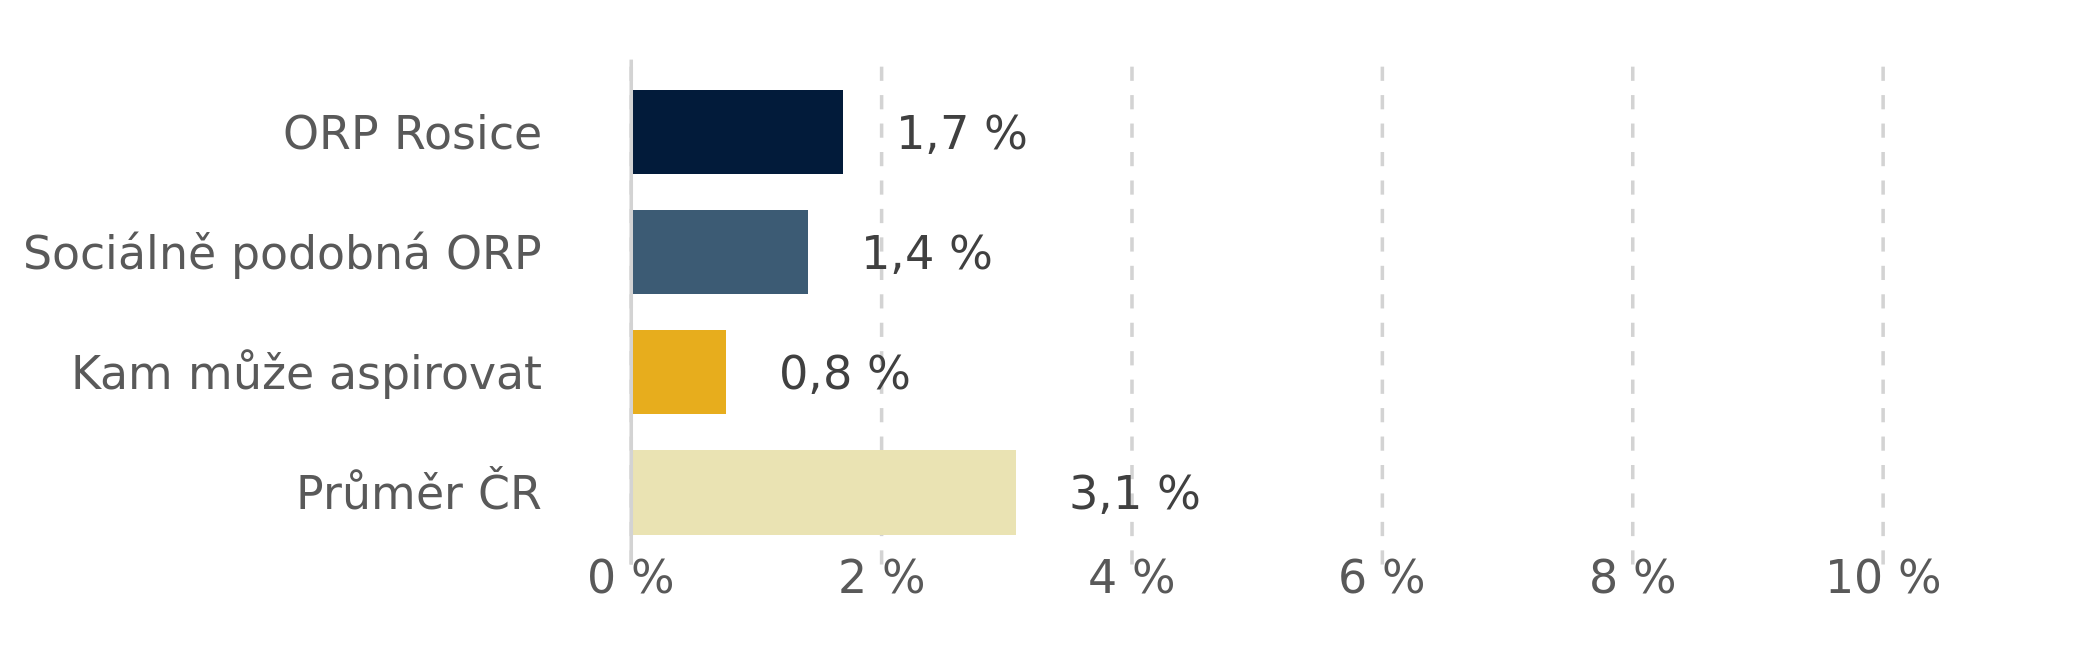 ORP Rosice 1,7 %
Sociálně podobná ORP 1,4 %
Kam může aspirovat 0,8 %
Průměr ČR 3,1 %
0 % 2 % 4 % 6 % 8 % 10 %